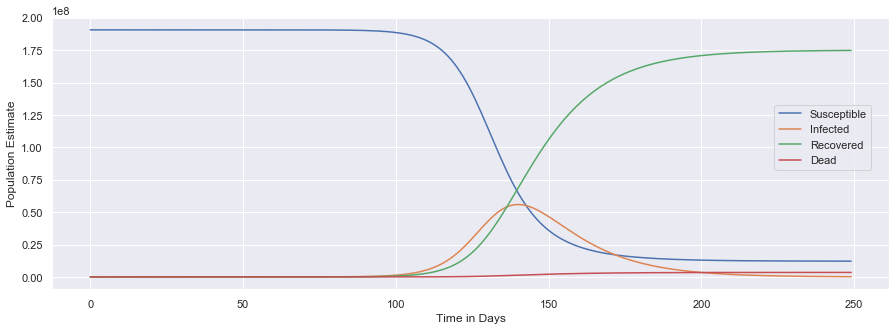 1e8
2.00
1.75
1.50
1.25
1.00
0.75
0.50
0.25
0.00
Population Estimate
Susceptible
Infected
Recovered
Dead
0 50 100 150 200 250
Time in Days